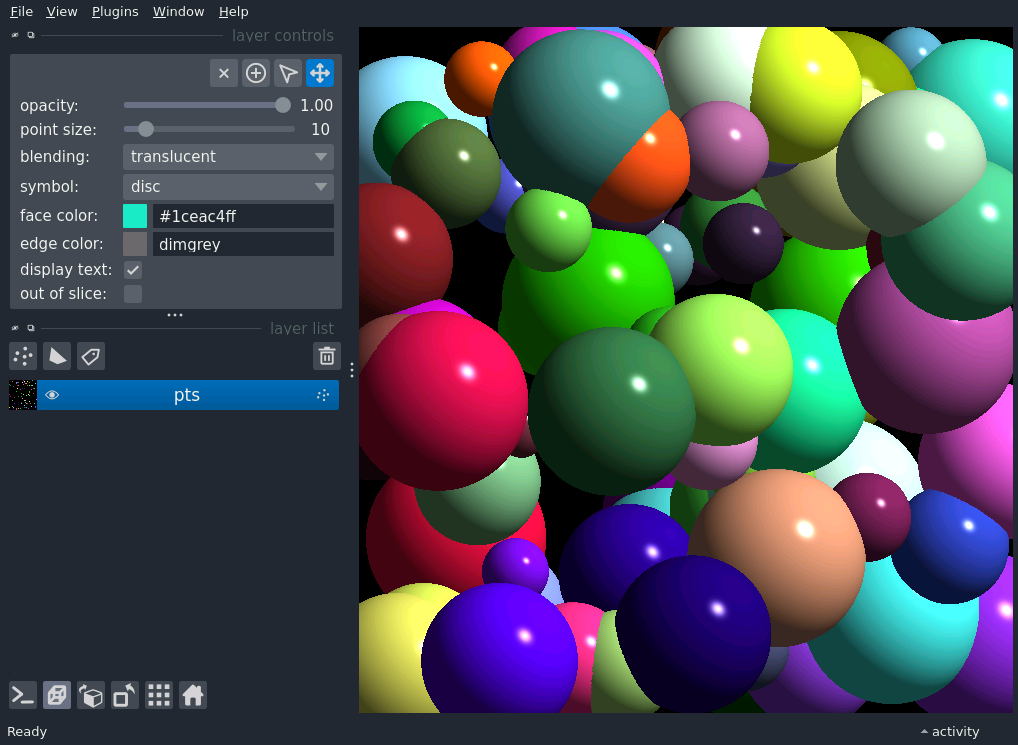 File View Plugins Window Help
layer controls
opacity: 1.00
point size: 10
blending: translucent
symbol: disc
face color: #1ceac4ff
edge color: dimgrey
display text:
out of slice:
layer list
pts
Ready
activity